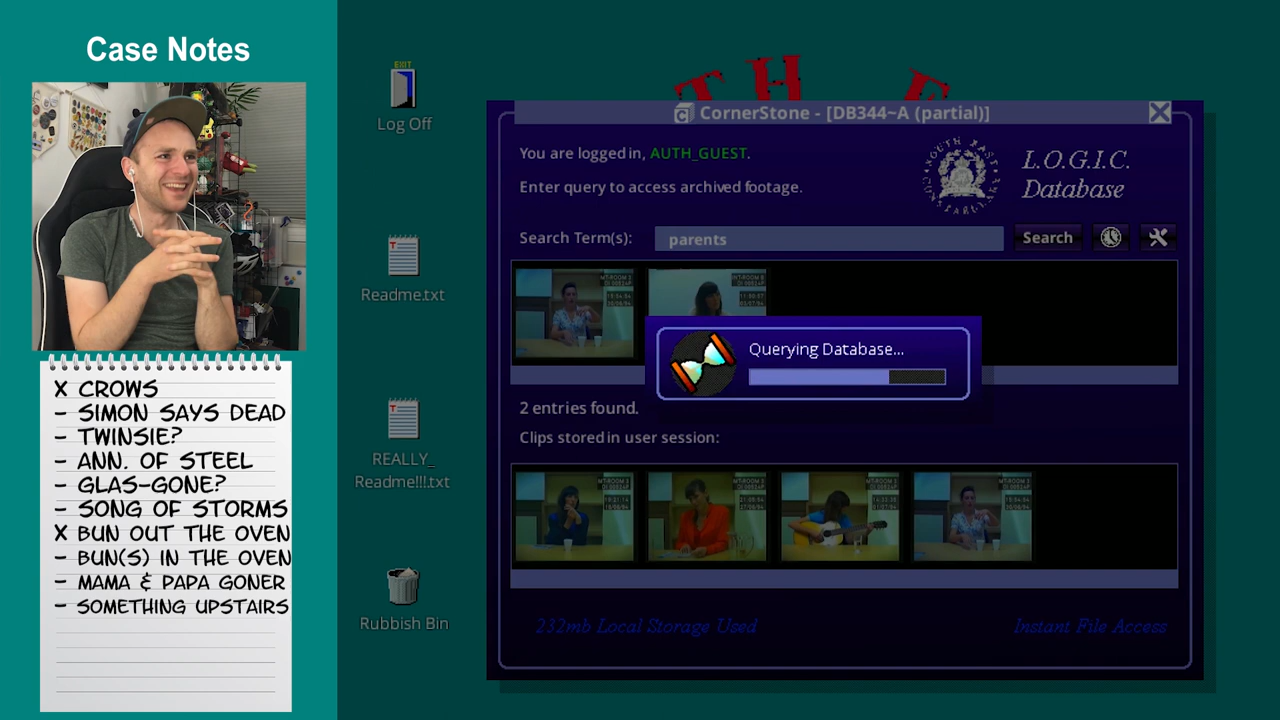 Case Notes
X CROWS
- SIMON SAYS DEAD
- TWINSIE?
- ANN. OF STEEL
- GLAS-GONE?
- SONG OF STORMS
X BUN OUT THE OVEN
- BUN(S) IN THE OVEN
- MAMA & PAPA GONER
- SOMETHING UPSTAIRS
EXIT
Log Off
Readme.txt
REALLY_
Readme!!!.txt
Rubbish Bin
THE
CornerStone - [DB344~A (partial)]
You are logged in, AUTH_GUEST.
Enter query to access archived footage.
L.O.G.I.C.
Database
Search Term(s): parents Search
Querying Database...
2 entries found.
Clips stored in user session:
232mb Local Storage Used
Instant File Access